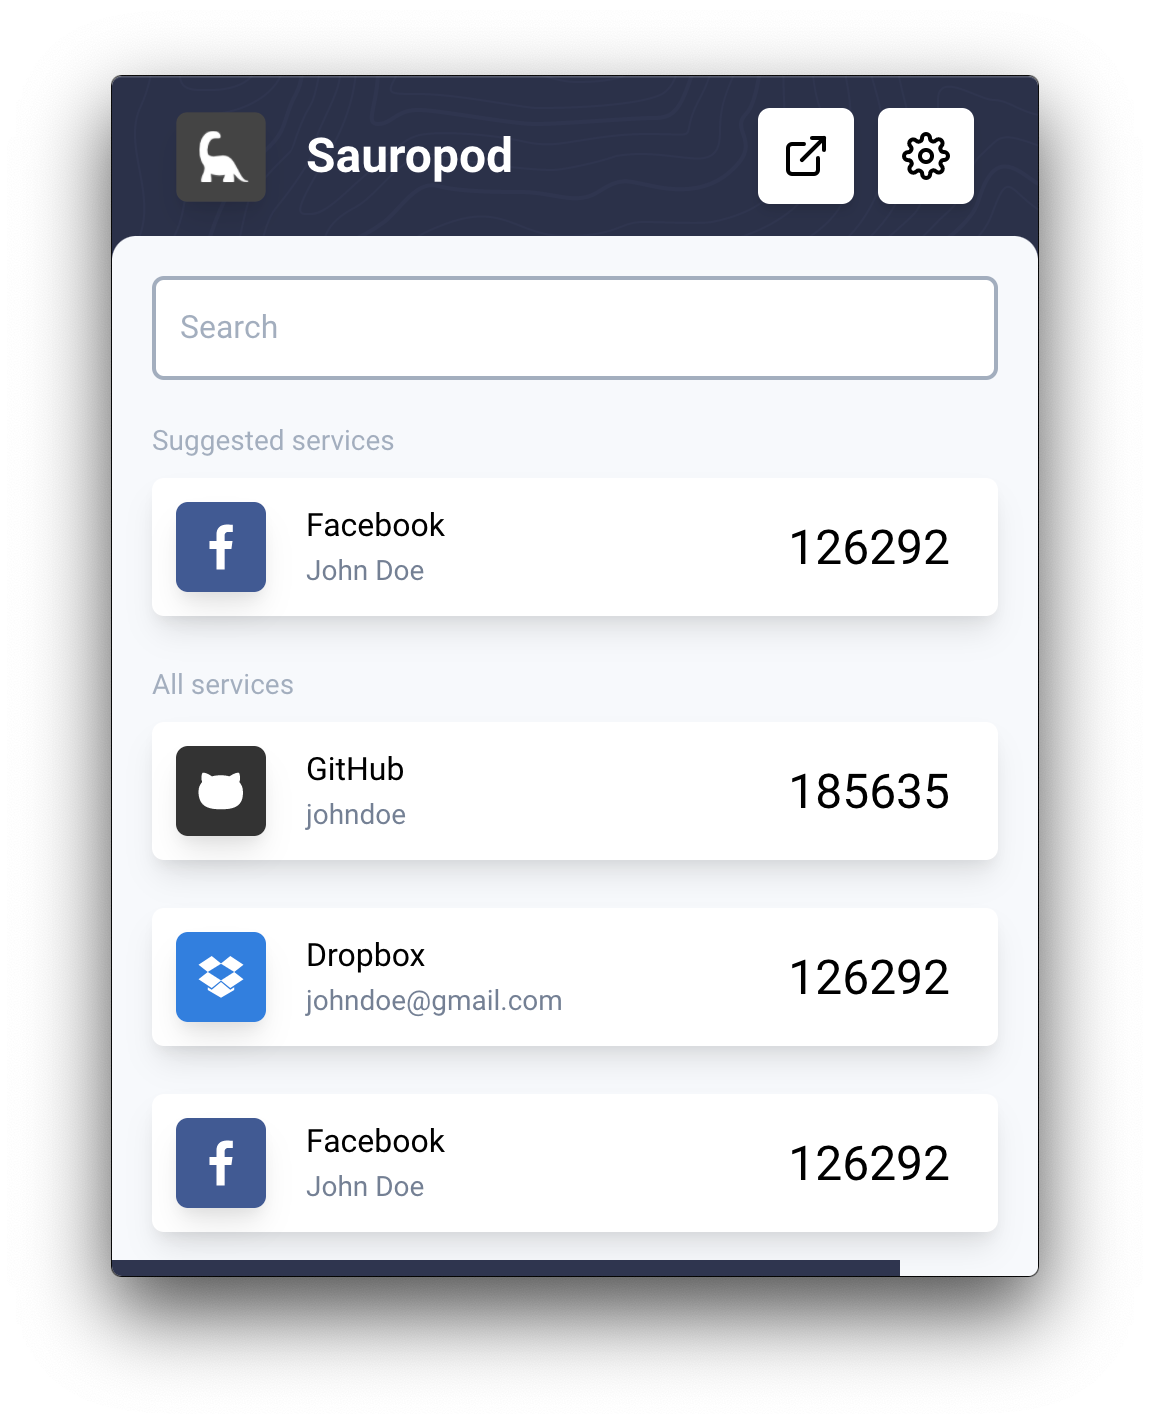 Sauropod
Search
Suggested services
Facebook
John Doe
126292
All services
GitHub
johndoe
185635
Dropbox
johndoe@gmail.com
126292
Facebook
John Doe
126292